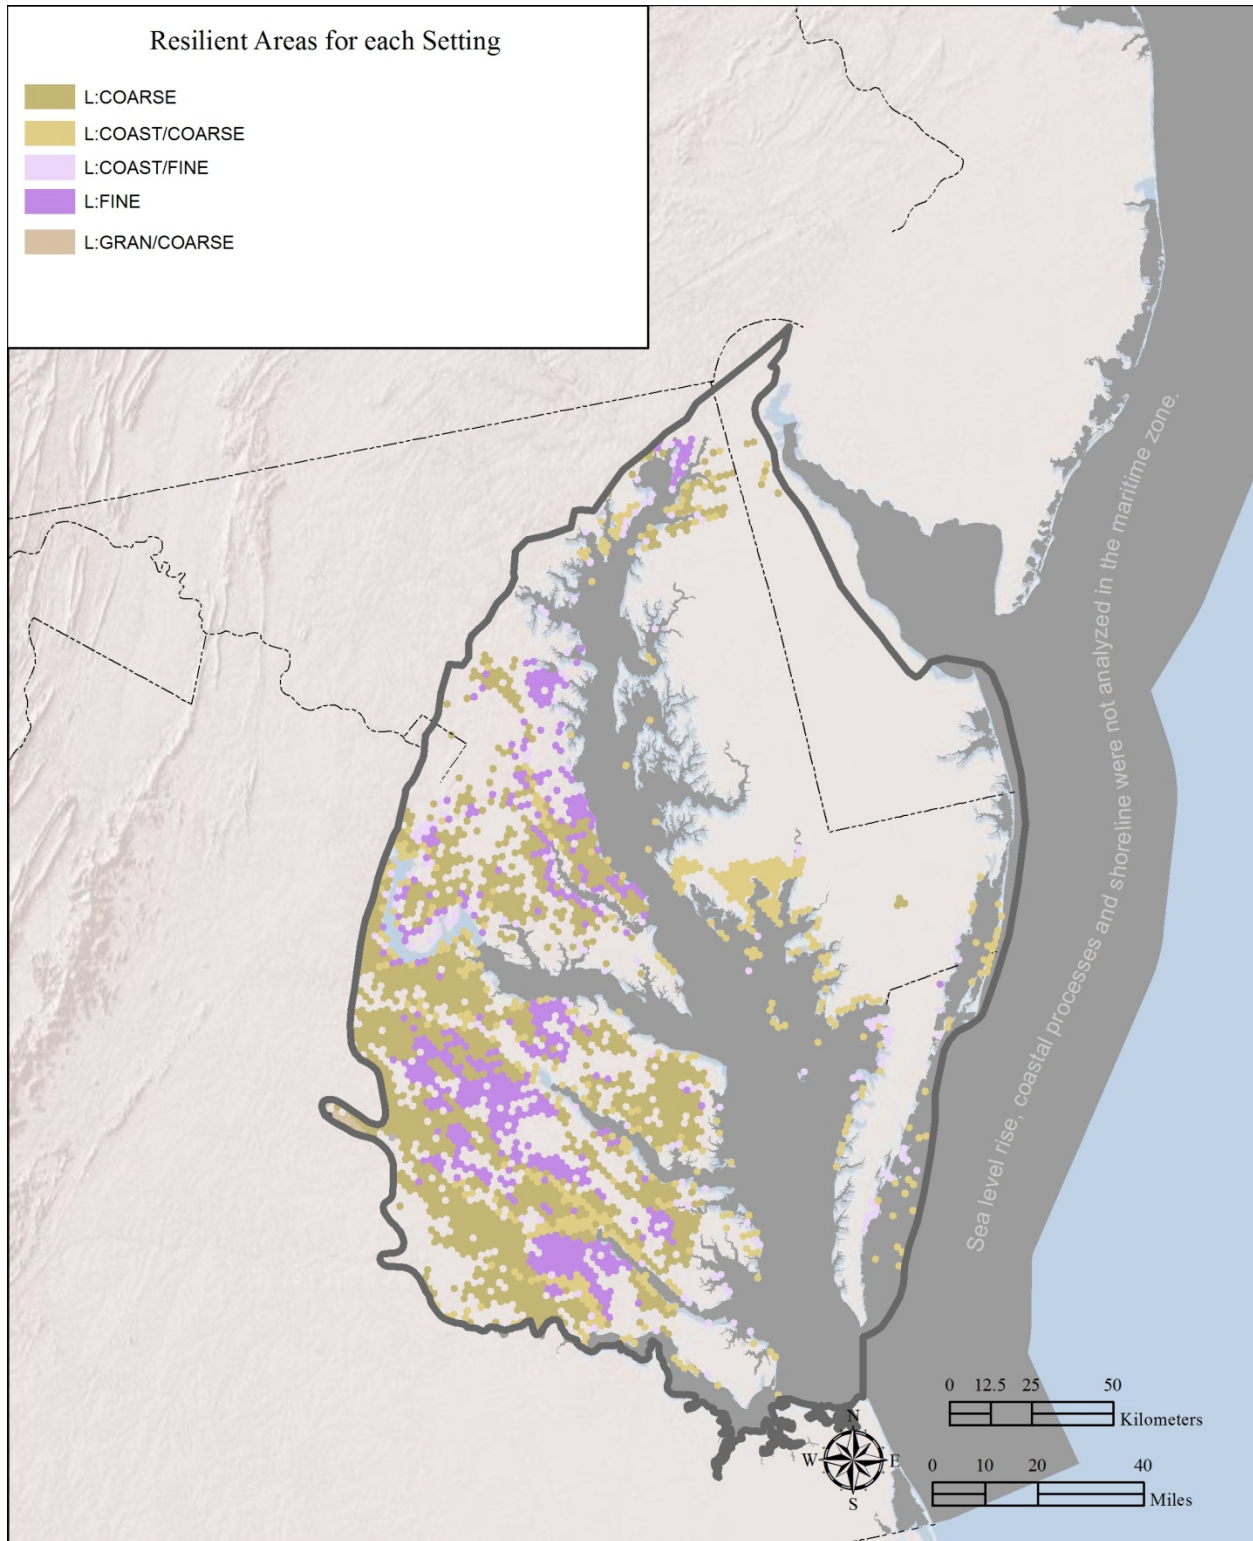 Resilient Areas for each Setting
L:COARSE
L:COAST/COARSE
L:COAST/FINE
L:FINE
L:GRAN/COARSE
Sea level rise, coastal processes and shoreline were not analyzed in the maritime zone.
0 12.5 25 50
Kilometers
N
W E
S
0 10 20 40
Miles